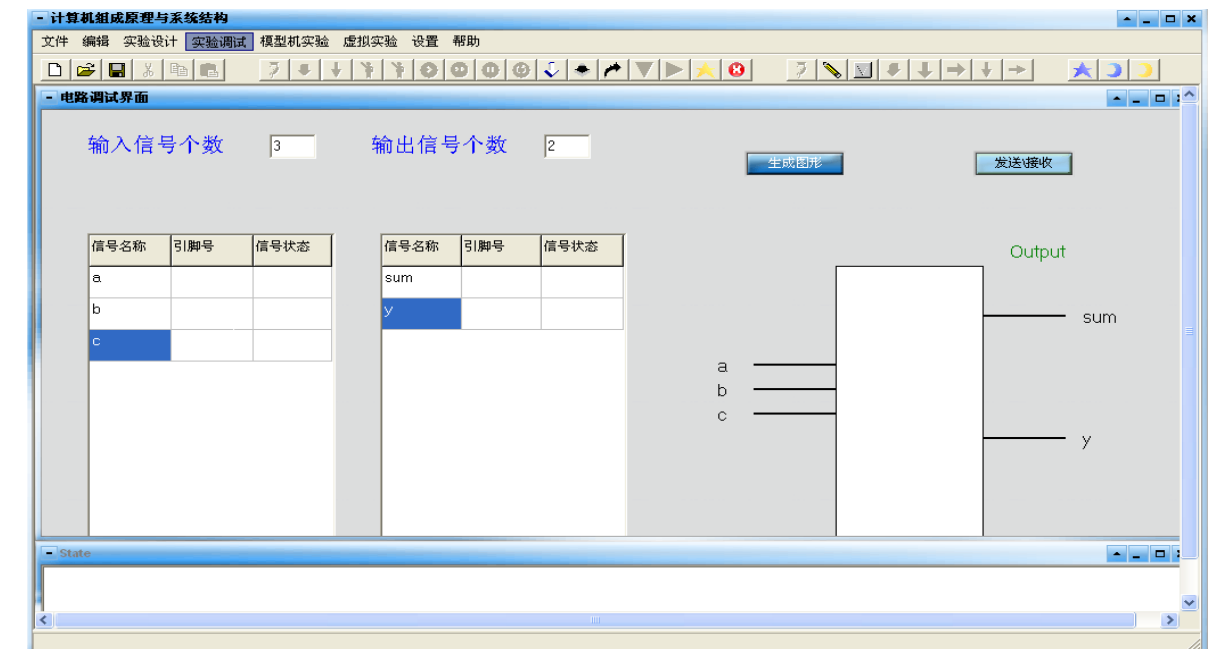 计算机组成原理与系统结构
文件 编辑 实验设计 实验调试 模型机实验 虚拟实验 设置 帮助
电路调试界面
输入信号个数 3 输出信号个数 2 生成图形 发送\接收
信号名称 引脚号 信号状态 信号名称 引脚号 信号状态
Output
a sum
b y
c
sum
a
b
c
y
State